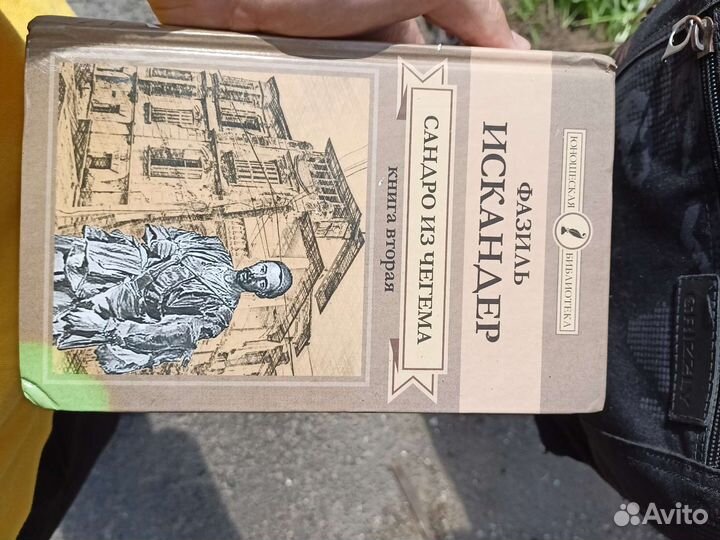 ЮНОШЕСКАЯ БИБЛИОТЕКА
ФАЗИЛЬ
ИСКАНДЕР
САНДРО ИЗ ЧЕГЕМА
КНИГА ВТОРАЯ
Avito